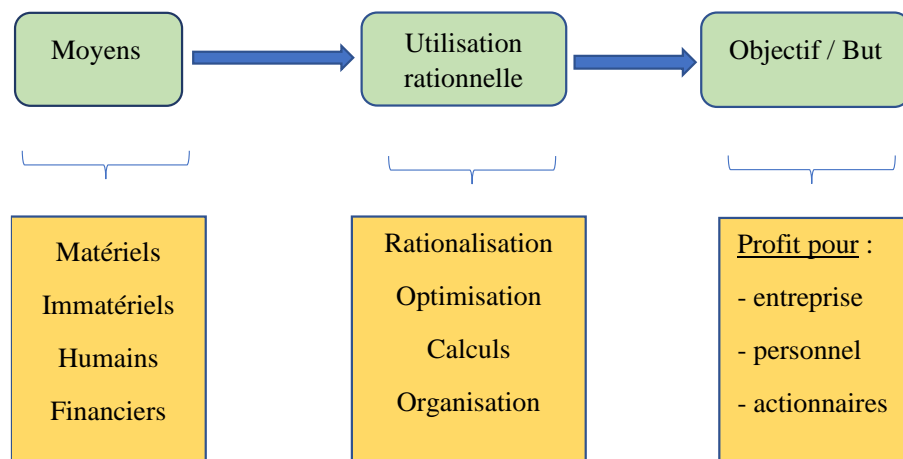 Moyens
Utilisation
rationnelle
Objectif / But
Matériels
Immatériels
Humains
Financiers
Rationalisation
Optimisation
Calculs
Organisation
Profit pour :
- entreprise
- personnel
- actionnaires